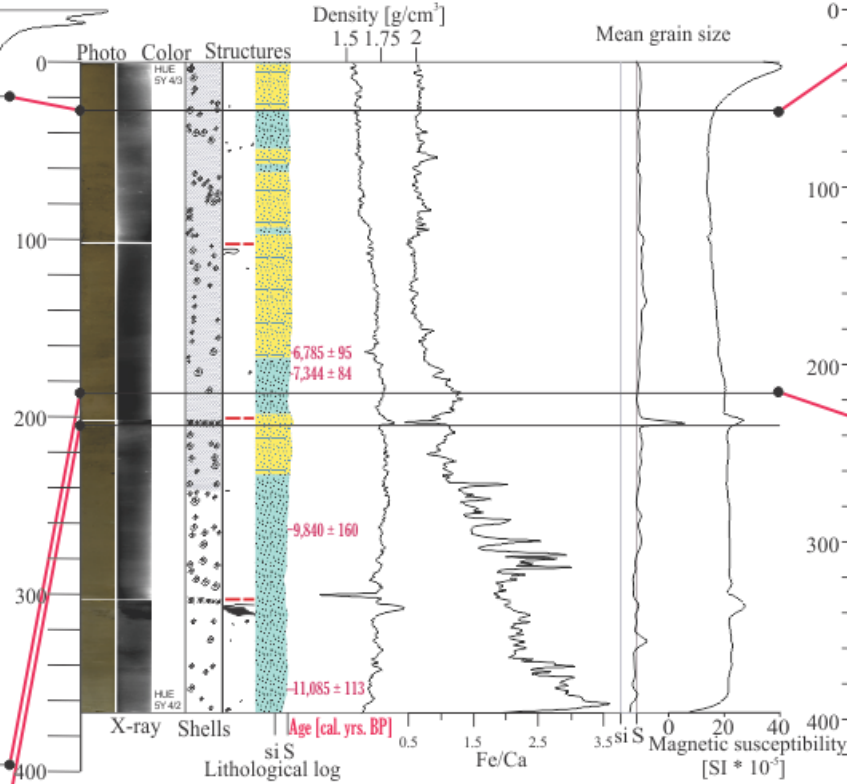 Density [g/cm³]
1.5 1.75 2
Mean grain size
0
Photo Color Structures
0
HUE
5Y 4/3
100
100
6,785 ± 95
7,344 ± 84
200
200
9,840 ± 160
300
300
11,085 ± 113
HUE
5Y 4/2
400
X-ray Shells Age [cal. yrs. BP] 0.5 1.5 2.5 3.5 si S 0 20 40
si S Fe/Ca Magnetic susceptibility
Lithological log [SI * 10⁻⁵]
400